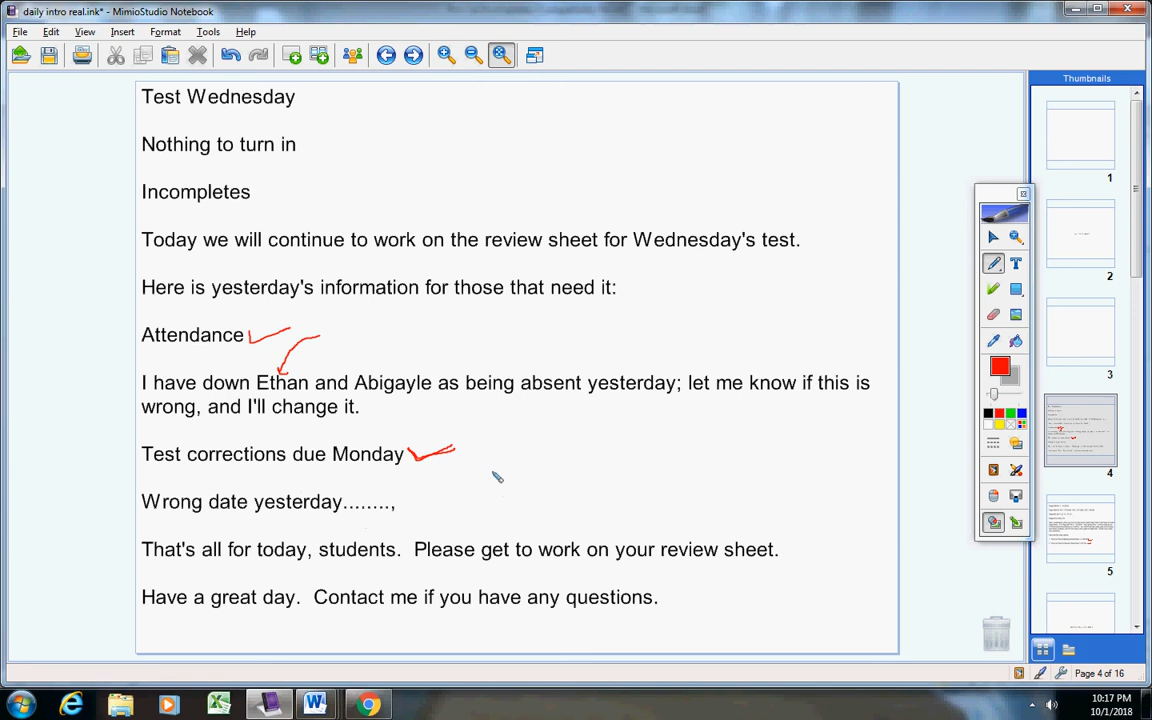 daily intro real.ink* - MimioStudio Notebook
File Edit View Insert Format Tools Help
Test Wednesday
Nothing to turn in
Incompletes
Today we will continue to work on the review sheet for Wednesday's test.
Here is yesterday's information for those that need it:
Attendance
I have down Ethan and Abigayle as being absent yesterday; let me know if this is
wrong, and I'll change it.
Test corrections due Monday
Wrong date yesterday........,
That's all for today, students.  Please get to work on your review sheet.
Have a great day.  Contact me if you have any questions.
Thumbnails
1
2
3
4
5
Page 4 of 16
10:17 PM
10/1/2018